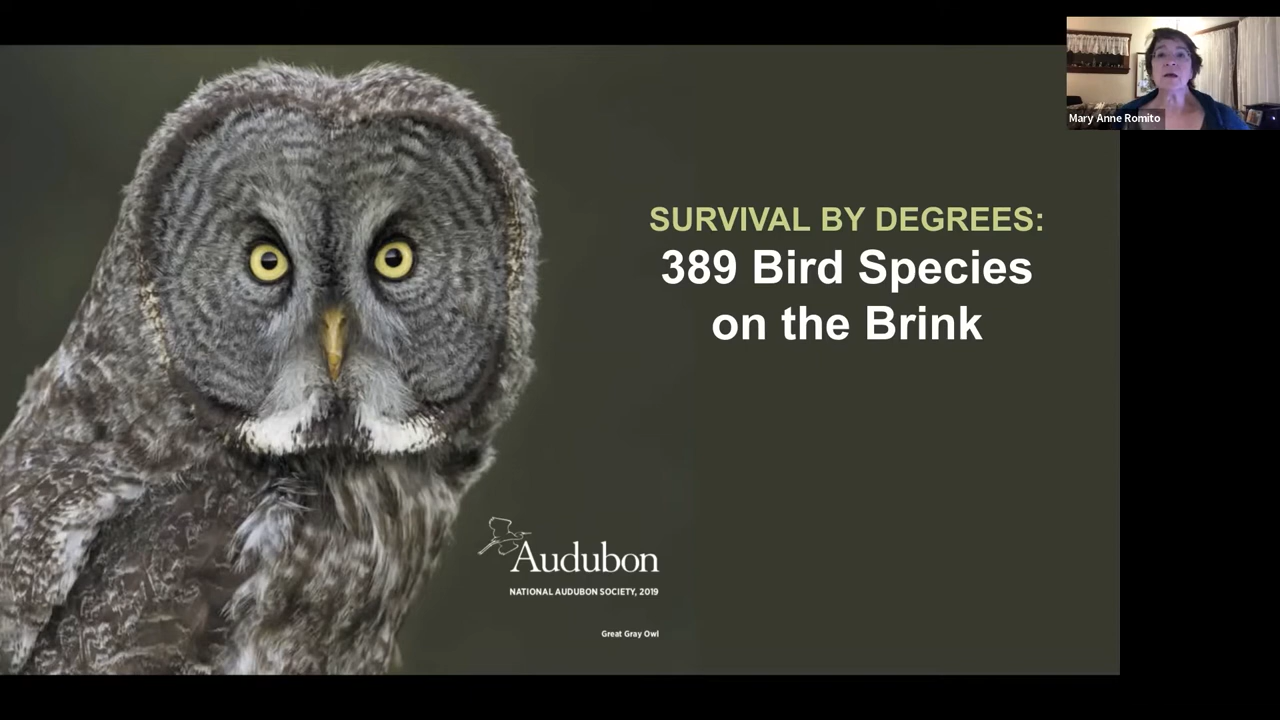 Mary Anne Romito
SURVIVAL BY DEGREES:
389 Bird Species
on the Brink
Audubon
NATIONAL AUDUBON SOCIETY, 2019
Great Gray Owl